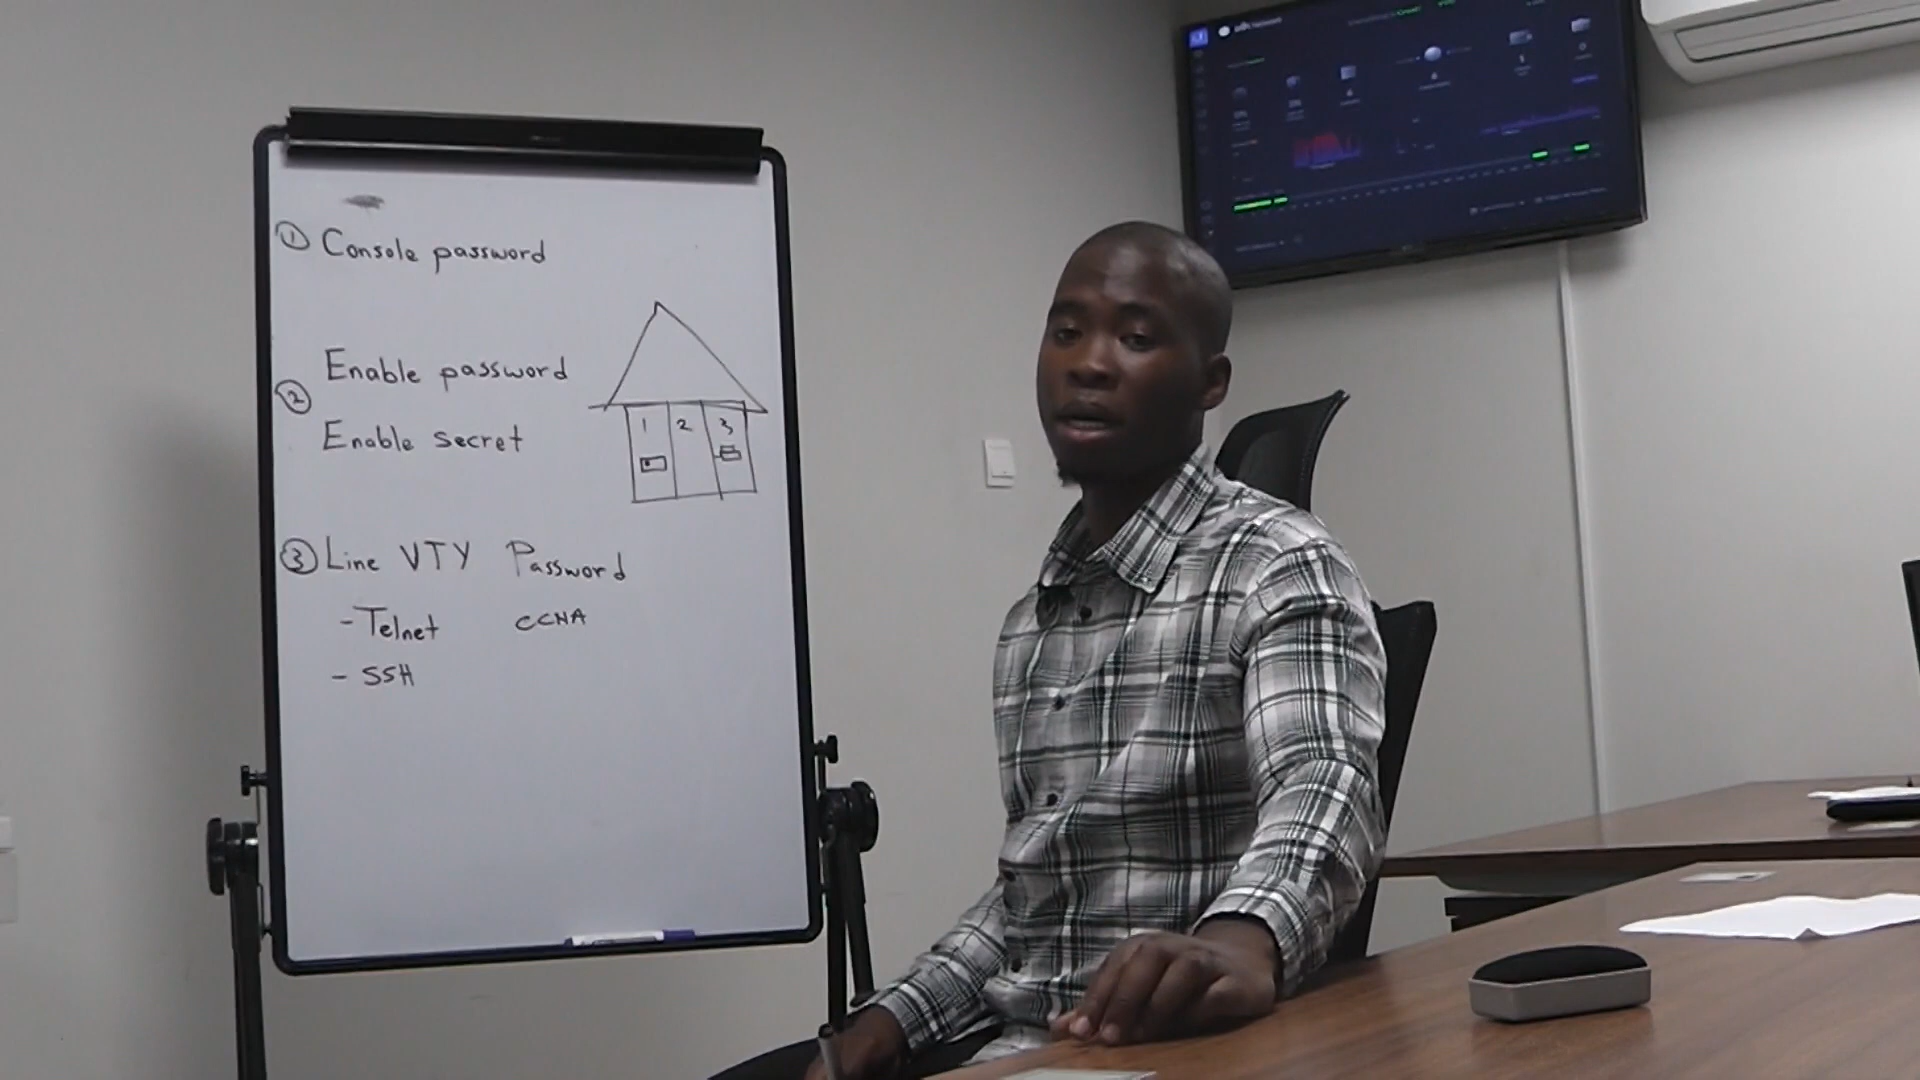 ① Console password
Enable password
②
Enable secret
1 2 3
③ Line VTY Password
- Telnet CCNA
- SSH